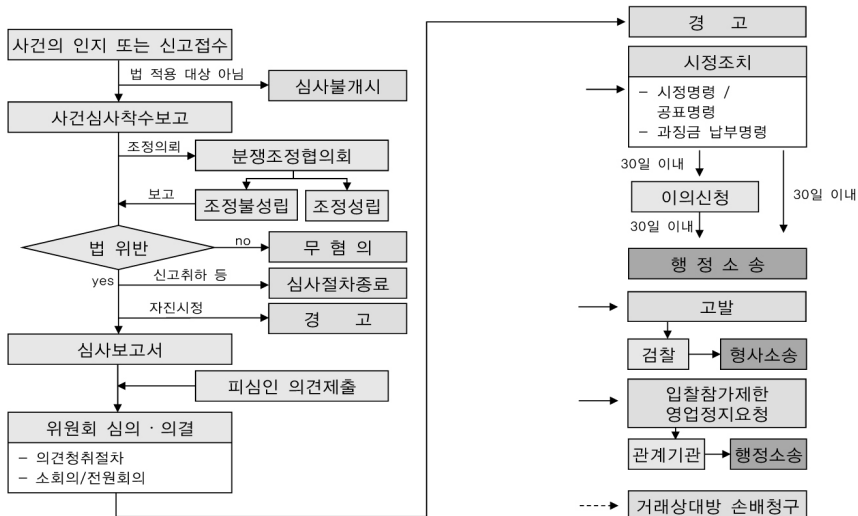 사건의 인지 또는 신고접수
법 적용 대상 아님
심사불개시
사건심사착수보고
조정의뢰
분쟁조정협의회
보고
조정불성립
조정성립
법 위반
no
무 혐 의
yes
신고취하 등
심사절차종료
자진시정
경 고
심사보고서
피심인 의견제출
위원회 심의 · 의결
- 의견청취절차
- 소회의/전원회의
경 고
시정조치
- 시정명령 /
공표명령
- 과징금 납부명령
30일 이내
이의신청
30일 이내
30일 이내
행 정 소 송
고발
검찰
형사소송
입찰참가제한
영업정지요청
관계기관
행정소송
거래상대방 손배청구